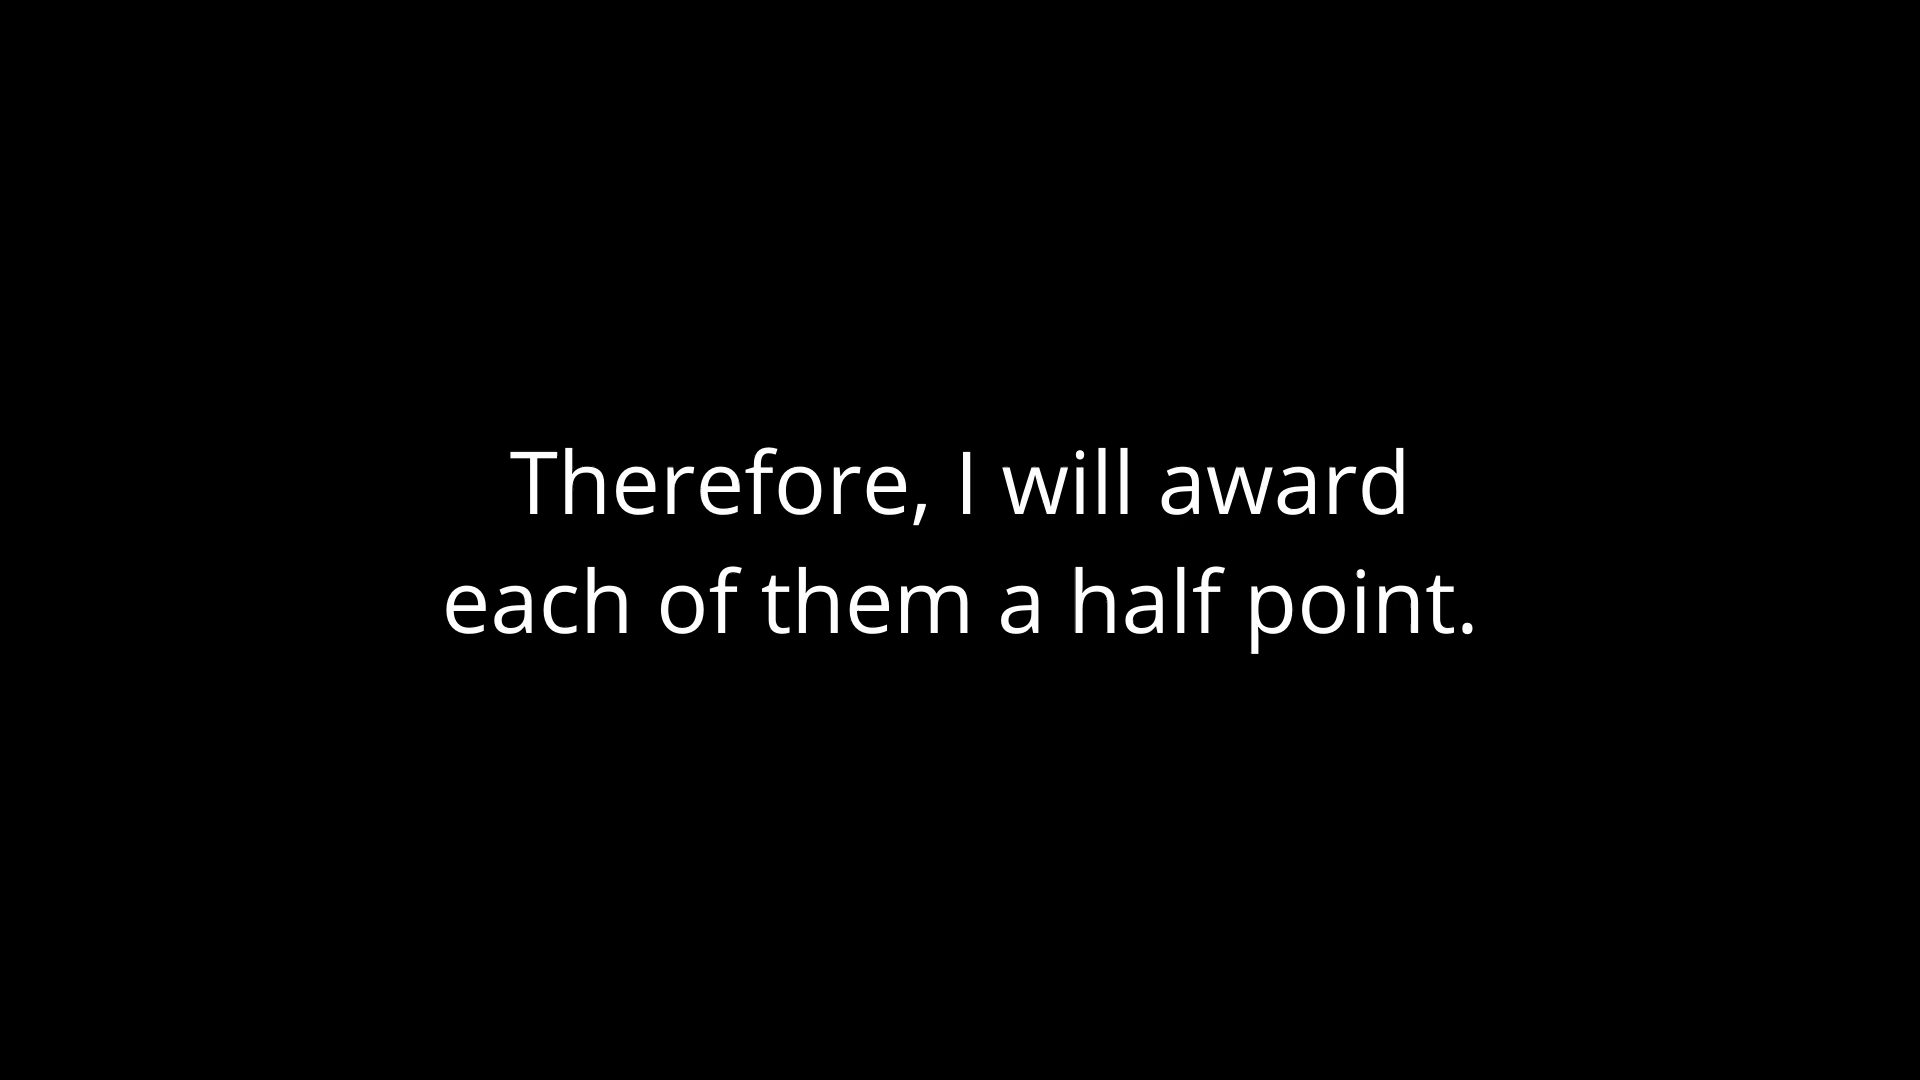 Therefore, I will award
each of them a half point.